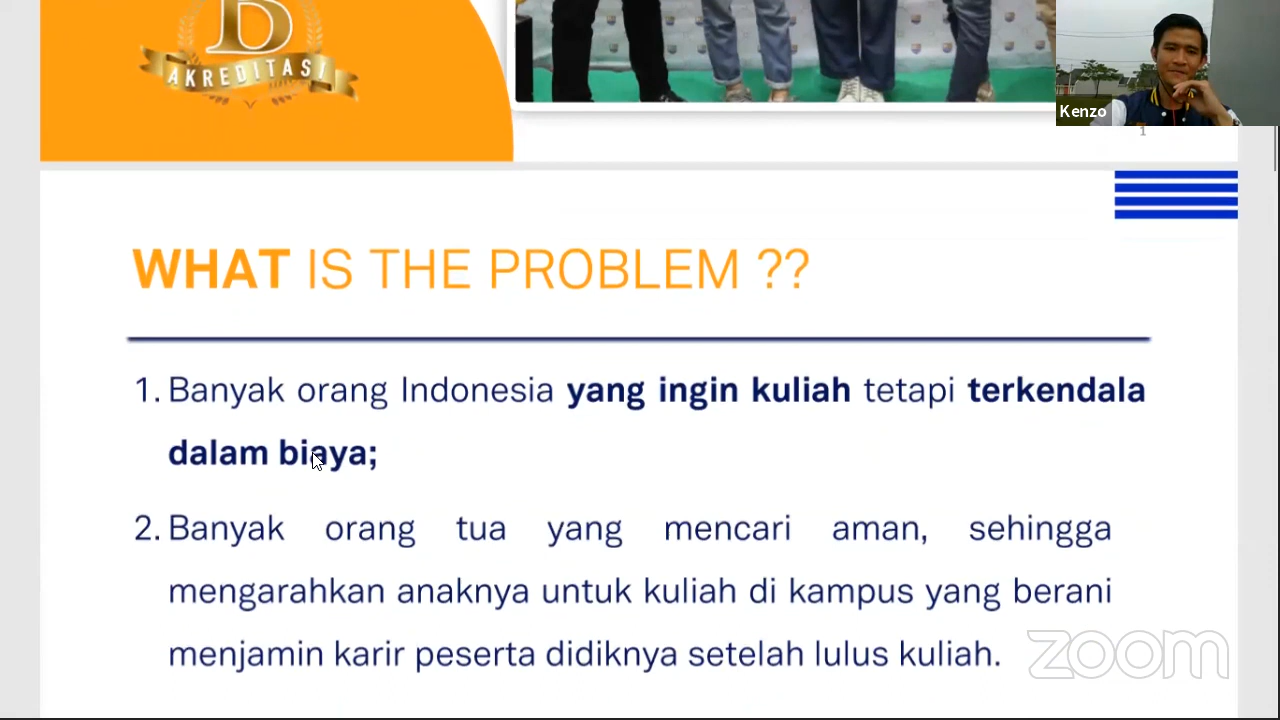 B
AKREDITASI
Kenzo
1
WHAT IS THE PROBLEM ??
1. Banyak orang Indonesia yang ingin kuliah tetapi terkendala
dalam biaya;
2. Banyak orang tua yang mencari aman, sehingga
mengarahkan anaknya untuk kuliah di kampus yang berani
menjamin karir peserta didiknya setelah lulus kuliah.
zoom